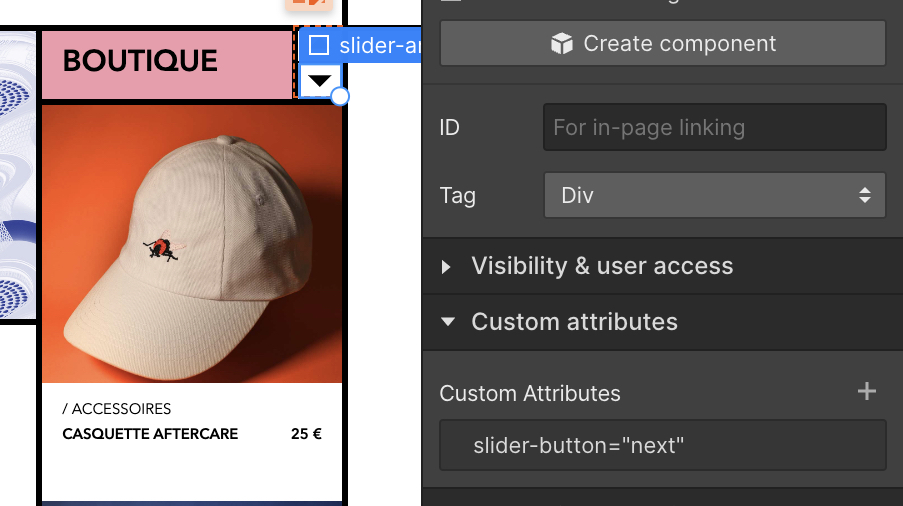 BOUTIQUE
slider-ar
/ ACCESSOIRES
CASQUETTE AFTERCARE 25 €
Create component
ID For in-page linking
Tag Div
Visibility & user access
Custom attributes
Custom Attributes
slider-button="next"